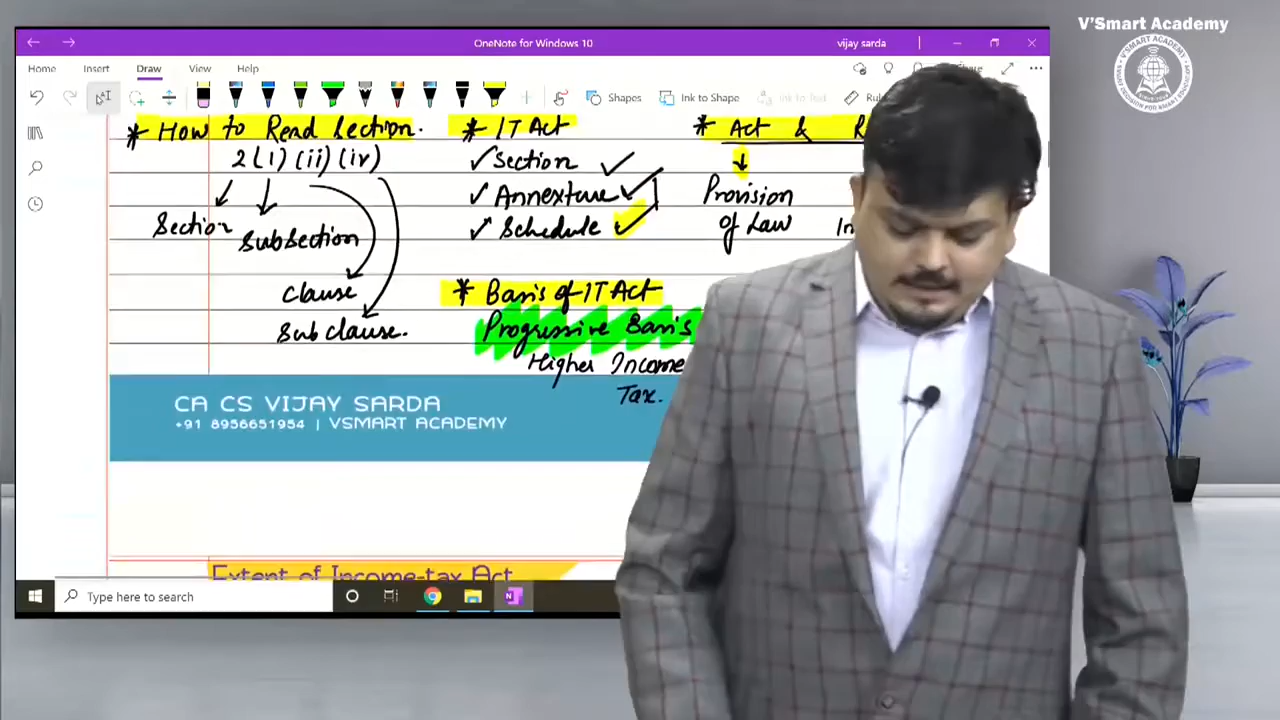 V'Smart Academy
OneNote for Windows 10
vijay sarda
Home Insert Draw View Help
Shapes Ink to Shape Ink to Text
* How to Read Section.
2(1)(ii)(iv)
Section
Subsection
Clause
Sub clause.
* IT Act
✓Section ✓
✓Annexture ✓
✓Schedule ✓
* Basis of IT Act
Progressive Basis
Higher Income
Tax.
* Act &
Provision
of Law
CA CS VIJAY SARDA
+91 8956651954 | VSMART ACADEMY
Extent of Income-tax Act
Type here to search